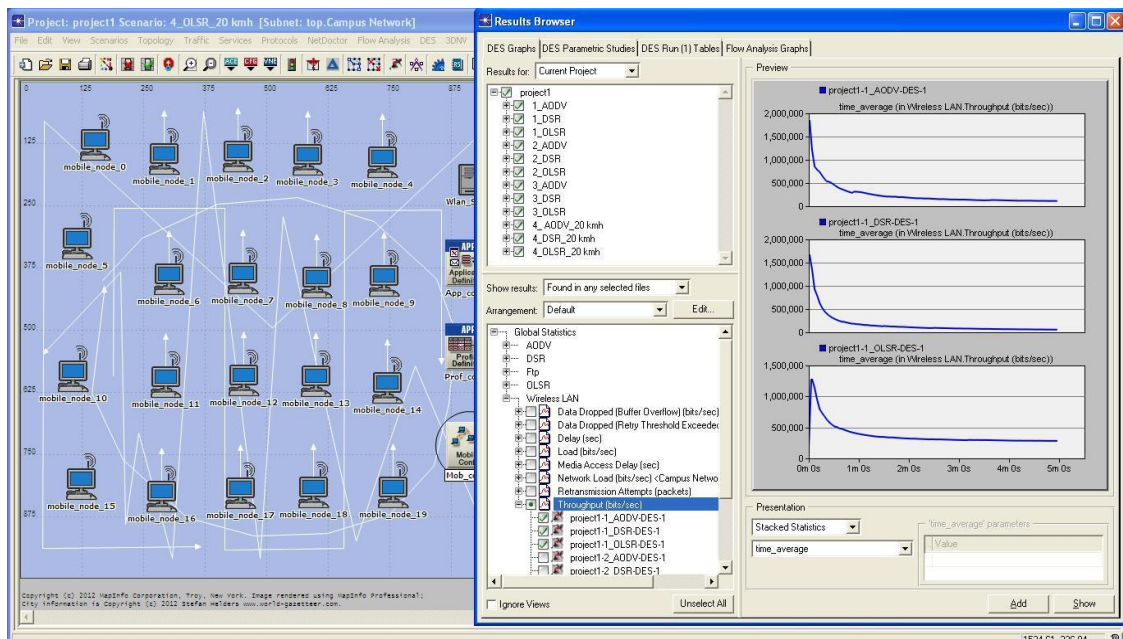 Project: project1 Scenario: 4_OLSR_20 kmh [Subnet: top.Campus Network]
File Edit View Scenarios Topology Traffic Services Protocols NetDoctor Flow Analysis DES 3DNV
0 125 250 375 500 625 750 875
125
250
375
500
625
750
875
mobile_node_0
mobile_node_1
mobile_node_2
mobile_node_3
mobile_node_4
mobile_node_5
mobile_node_6
mobile_node_7
mobile_node_8
mobile_node_9
mobile_node_10
mobile_node_11
mobile_node_12
mobile_node_13
mobile_node_14
mobile_node_15
mobile_node_16
mobile_node_17
mobile_node_18
mobile_node_19
Copyright (c) 2012 MapInfo Corporation, Troy, New York. Image rendered using MapInfo Professional;
City information is Copyright (c) 2012 Stefan Helders www.world-gazetteer.com.
Results Browser
DES Graphs DES Parametric Studies DES Run (1) Tables Flow Analysis Graphs
Results for: Current Project
project1
1_AODV
1_DSR
1_OLSR
2_AODV
2_DSR
2_OLSR
3_AODV
3_DSR
3_OLSR
4_AODV_20 kmh
4_DSR_20 kmh
4_OLSR_20 kmh
Show results: Found in any selected files
Arrangement: Default Edit...
Global Statistics
AODV
DSR
Ftp
OLSR
Wireless LAN
Data Dropped (Buffer Overflow) (bits/sec)
Data Dropped (Retry Threshold Exceeded
Delay (sec)
Load (bits/sec)
Media Access Delay (sec)
Network Load (bits/sec) <Campus Netwo
Retransmission Attempts (packets)
Throughput (bits/sec)
project1-1_AODV-DES-1
project1-1_DSR-DES-1
project1-1_OLSR-DES-1
project1-2_AODV-DES-1
project1-2_DSR-DES-1
Ignore Views Unselect All
Preview
project1-1_AODV-DES-1
time_average (in Wireless LAN.Throughput (bits/sec))
2,000,000
1,500,000
1,000,000
500,000
0
project1-1_DSR-DES-1
time_average (in Wireless LAN.Throughput (bits/sec))
2,000,000
1,500,000
1,000,000
500,000
0
project1-1_OLSR-DES-1
time_average (in Wireless LAN.Throughput (bits/sec))
1,500,000
1,000,000
500,000
0
0m 0s 1m 0s 2m 0s 3m 0s 4m 0s 5m 0s
Presentation
Stacked Statistics
time_average
'time_average' parameters
Value
Add Show